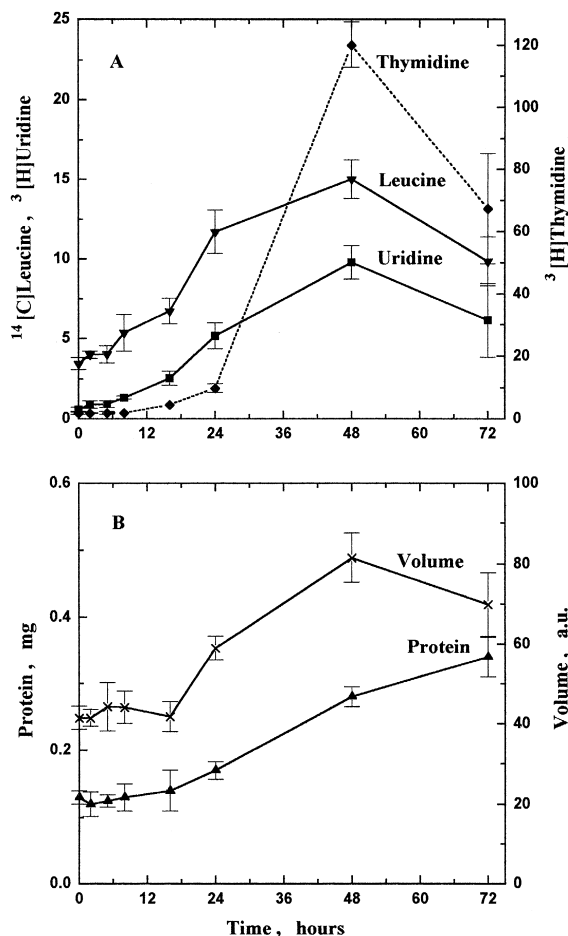 A
25
20
15
10
5
0
¹⁴[C]Leucine , ³[H]Uridine
120
100
80
60
40
20
0
³[H]Thymidine
Thymidine
Leucine
Uridine
0 12 24 36 48 60 72
B
0.6
0.4
0.2
0.0
Protein , mg
100
80
60
40
20
0
Volume, a.u.
Volume
Protein
0 12 24 36 48 60 72
Time , hours